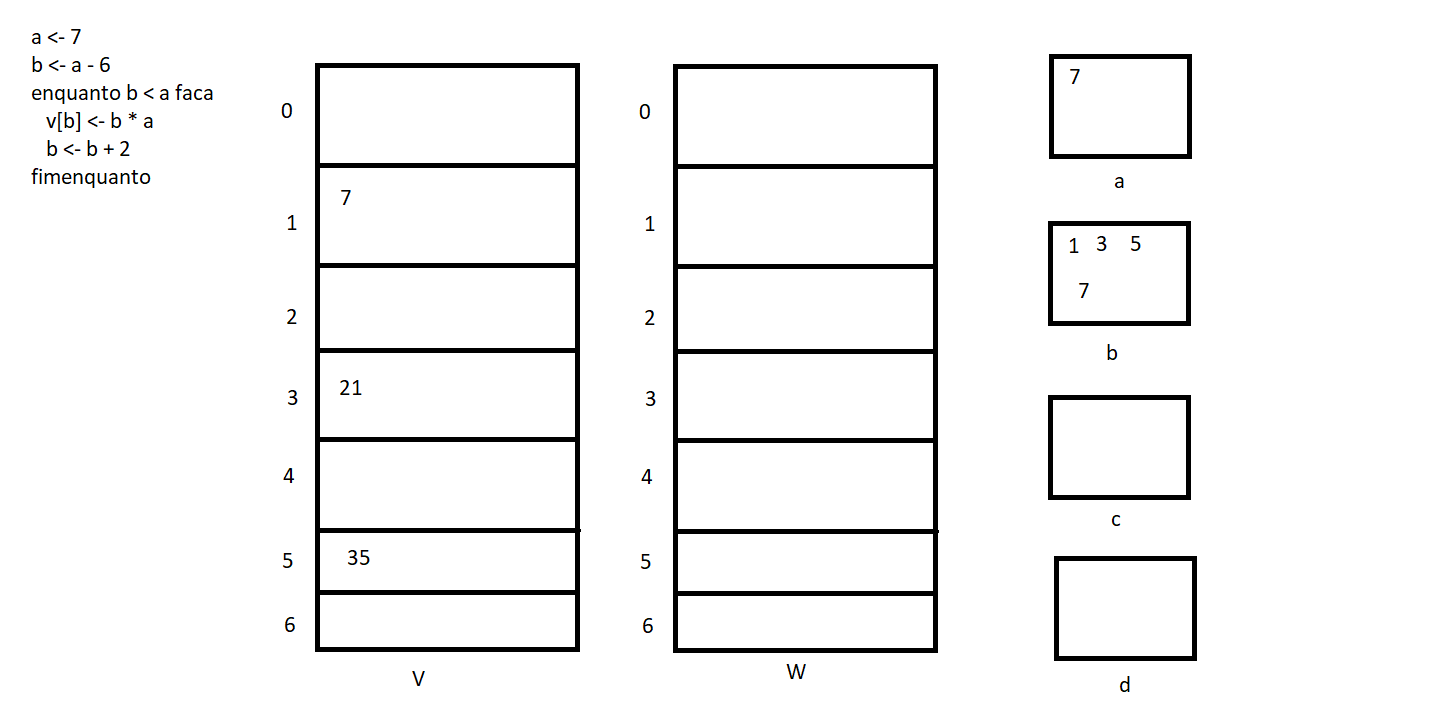 a <- 7
b <- a - 6
enquanto b < a faca
v[b] <- b * a
b <- b + 2
fimenquanto
0
1
7
2
3
21
4
5
35
6
V
0
1
2
3
4
5
6
W
7
a
1 3 5
7
b
c
d